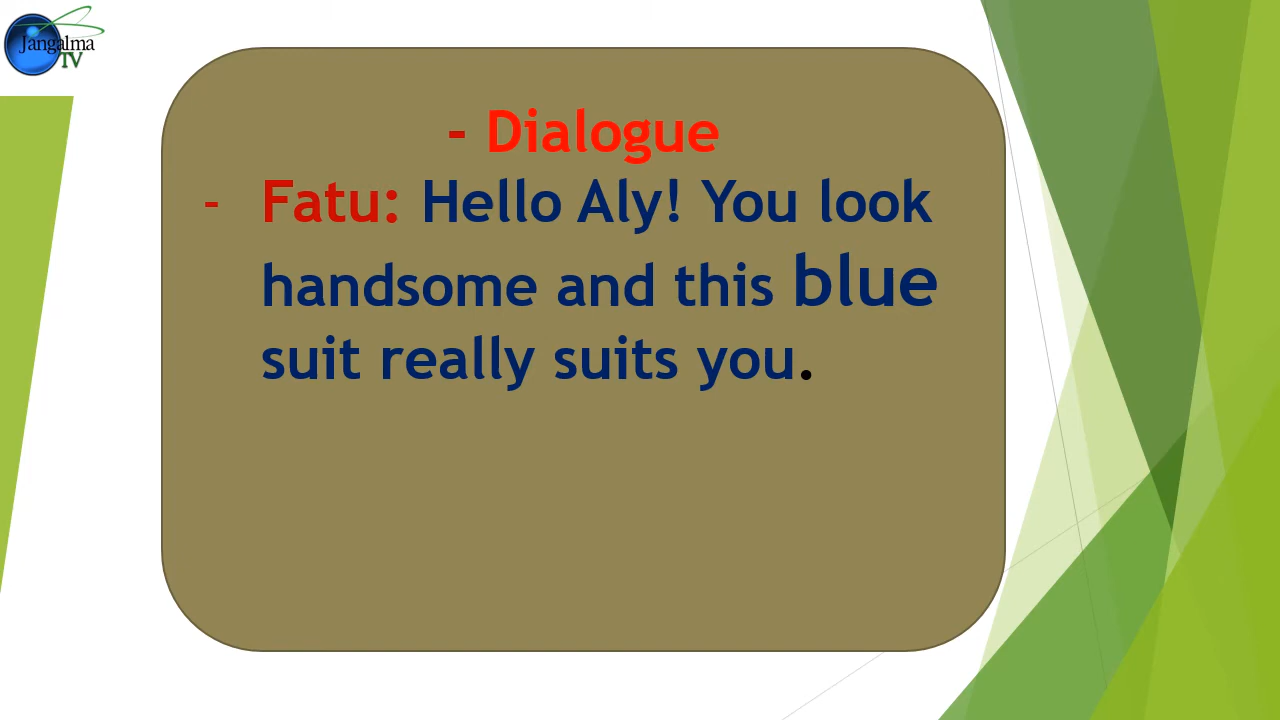 Jangalma
TV
- Dialogue
- Fatu: Hello Aly! You look
handsome and this blue
suit really suits you.